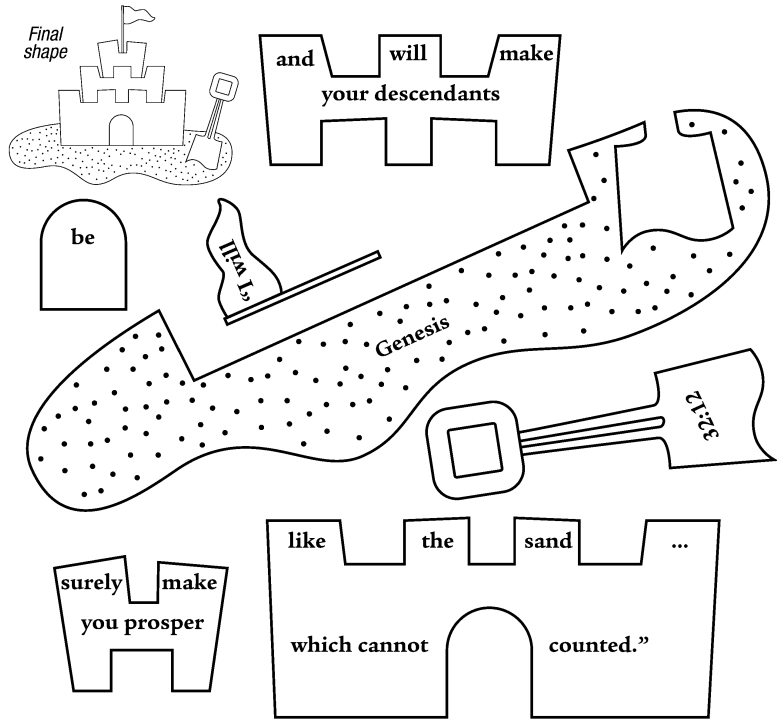 Final
shape
and will make
your descendants
be
"I will
Genesis
32:12
surely make
you prosper
like the sand ...
which cannot counted.”